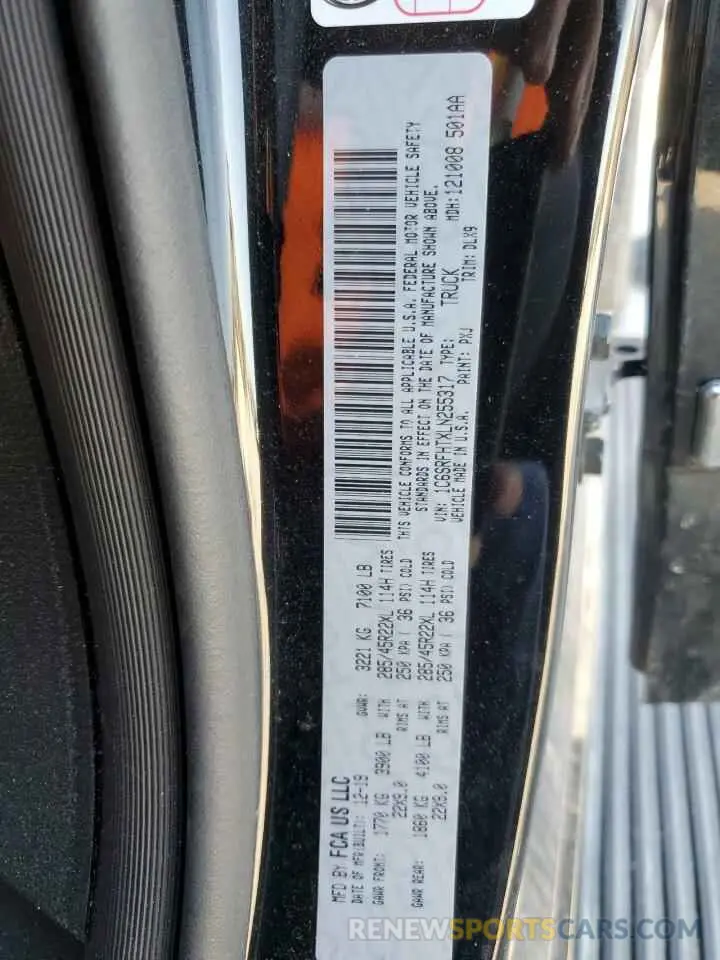 MFD BY FCA US LLC
DATE OF MFR(BUILT): 12-19 GVWR: 3221 KG 7100 LB
GAWR FRONT: 1770 KG 3900 LB WITH 285/45R22XL 114H TIRES
22X9.0 RIMS AT 250 KPA ( 36 PSI) COLD
GAWR REAR: 1860 KG 4100 LB WITH 285/45R22XL 114H TIRES
22X9.0 RIMS AT 250 KPA ( 36 PSI) COLD
THIS VEHICLE CONFORMS TO ALL APPLICABLE U.S.A. FEDERAL MOTOR VEHICLE SAFETY
STANDARDS IN EFFECT ON THE DATE OF MANUFACTURE SHOWN ABOVE.
VIN: 1C6SRFHTXLN255317 TYPE: TRUCK MDH:121008 501AA
VEHICLE MADE IN U.S.A. PAINT: PXJ TRIM: DLX9
RENEWSPORTSCARS.COM